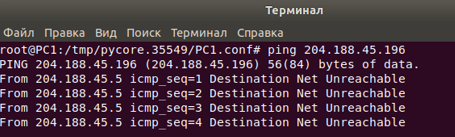 Терминал
Файл Правка Вид Поиск Терминал Справка
root@PC1:/tmp/pycore.35549/PC1.conf# ping 204.188.45.196
PING 204.188.45.196 (204.188.45.196) 56(84) bytes of data.
From 204.188.45.5 icmp_seq=1 Destination Net Unreachable
From 204.188.45.5 icmp_seq=2 Destination Net Unreachable
From 204.188.45.5 icmp_seq=3 Destination Net Unreachable
From 204.188.45.5 icmp_seq=4 Destination Net Unreachable